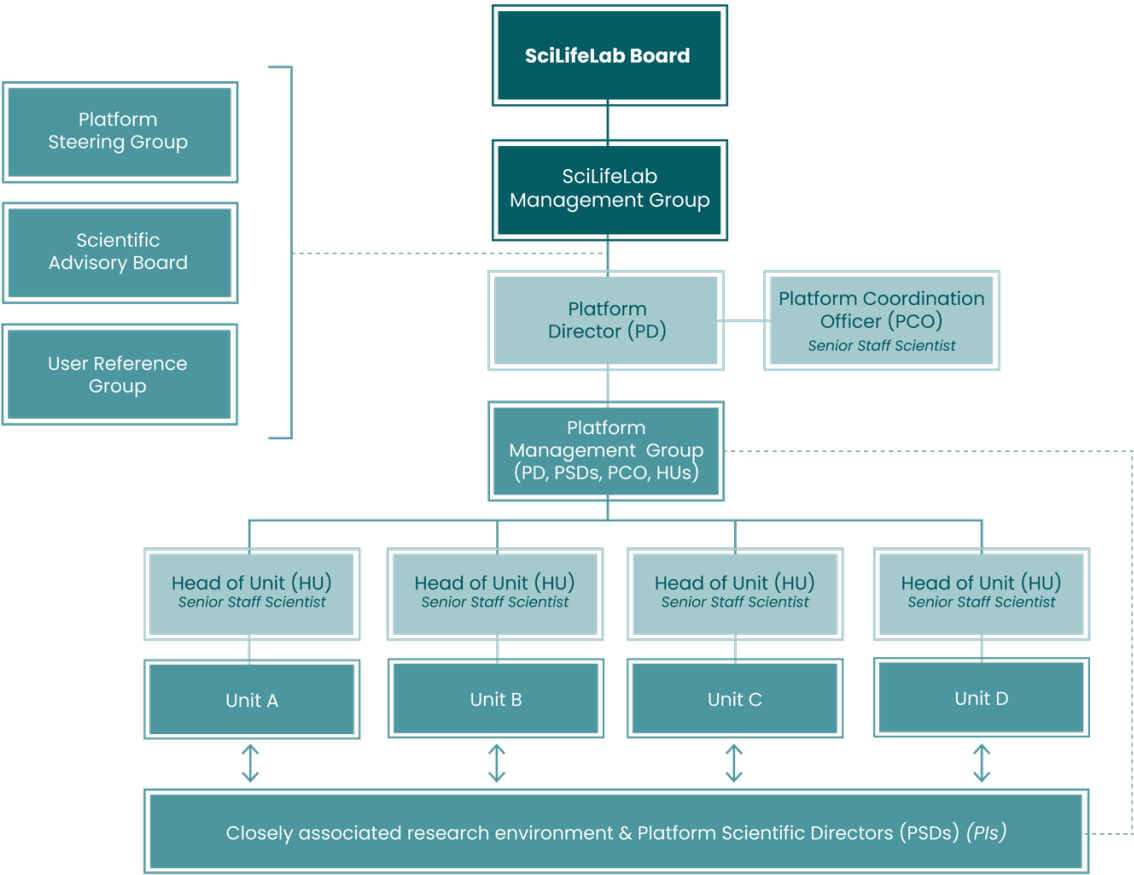 SciLifeLab Board
Platform
Steering Group
SciLifeLab
Management Group
Scientific
Advisory Board
Platform
Director (PD)
Platform Coordination
Officer (PCO)
Senior Staff Scientist
User Reference
Group
Platform
Management Group
(PD, PSDs, PCO, HUs)
Head of Unit (HU)
Senior Staff Scientist
Head of Unit (HU)
Senior Staff Scientist
Head of Unit (HU)
Senior Staff Scientist
Head of Unit (HU)
Senior Staff Scientist
Unit A
Unit B
Unit C
Unit D
Closely associated research environment & Platform Scientific Directors (PSDs) (PIs)